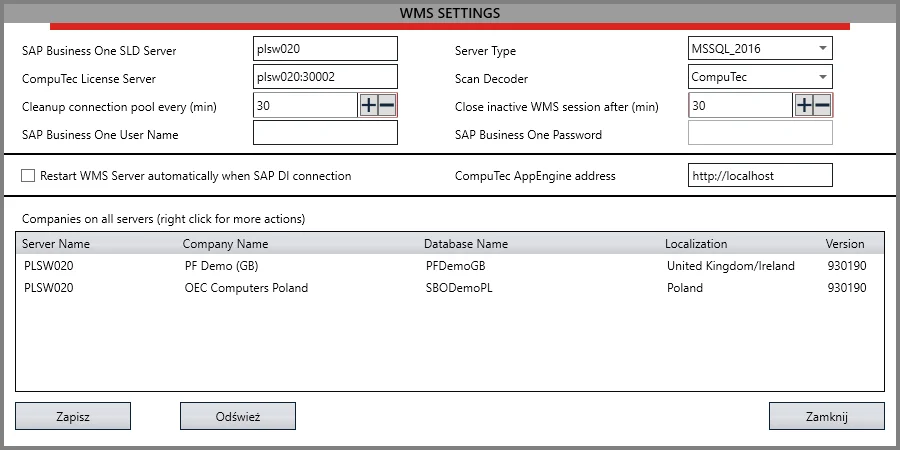 WMS SETTINGS
SAP Business One SLD Server plsw020 Server Type MSSQL_2016
CompuTec License Server plsw020:30002 Scan Decoder CompuTec
Cleanup connection pool every (min) 30 Close inactive WMS session after (min) 30
SAP Business One User Name SAP Business One Password
Restart WMS Server automatically when SAP DI connection CompuTec AppEngine address http://localhost
Companies on all servers (right click for more actions)
Server Name Company Name Database Name Localization Version
PLSW020 PF Demo (GB) PFDemoGB United Kingdom/Ireland 930190
PLSW020 OEC Computers Poland SBODemoPL Poland 930190
Zapisz Odśwież Zamknij